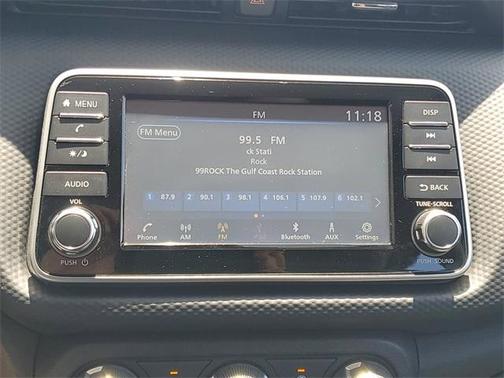 FM 11:18
MENU
DISP
FM Menu
99.5 FM
ck Stati
Rock
99ROCK The Gulf Coast Rock Station
AUDIO
BACK
1 87.9 2 90.1 3 98.1 4 106.1 5 107.9 6 102.1
VOL
TUNE·SCROLL
Phone AM FM Bluetooth AUX Settings
PUSH
PUSH·SOUND